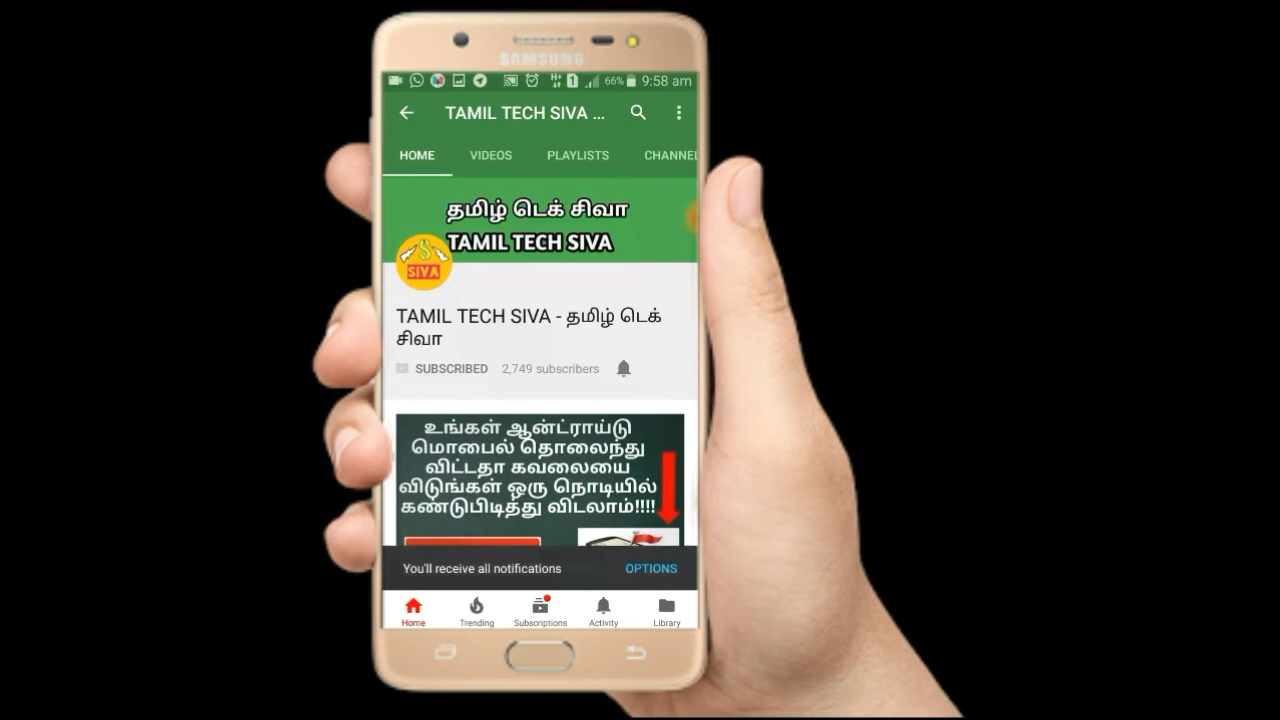 SAMSUNG
H+ 1 66% 9:58 am
TAMIL TECH SIVA ...
HOME VIDEOS PLAYLISTS CHANNEL
தமிழ் டெக் சிவா
TAMIL TECH SIVA
S
SIVA
TAMIL TECH SIVA - தமிழ் டெக்
சிவா
SUBSCRIBED 2,749 subscribers
உங்கள் ஆன்ட்ராய்டு
மொபைல் தொலைந்து
விட்டதா கவலையை
விடுங்கள் ஒரு நொடியில்
கண்டுபிடித்து விடலாம்!!!!
You'll receive all notifications OPTIONS
Home Trending Subscriptions Activity Library